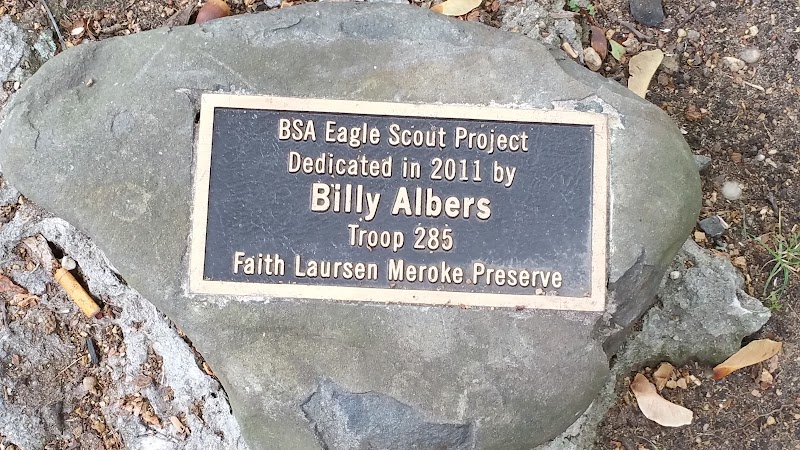 BSA Eagle Scout Project
Dedicated in 2011 by
Billy Albers
Troop 285
Faith Laursen Meroke Preserve